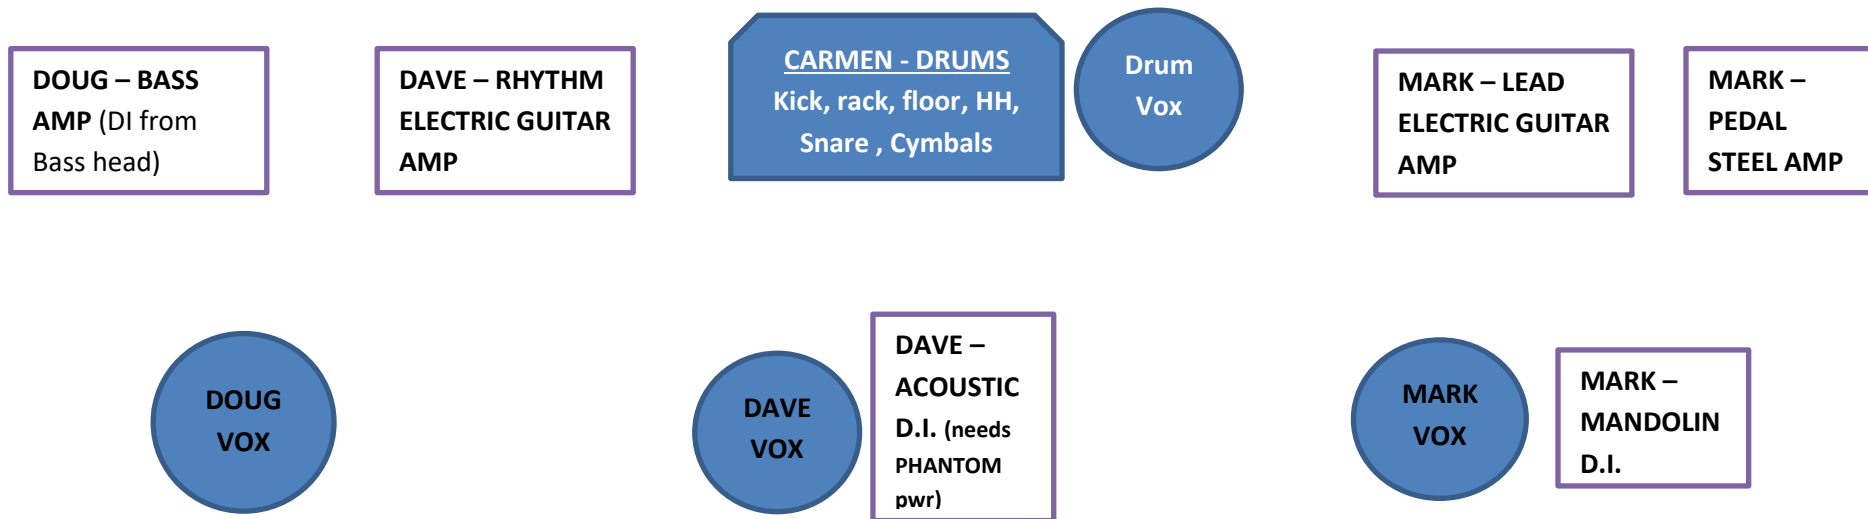 DOUG – BASS
AMP (DI from
Bass head)
DAVE – RHYTHM
ELECTRIC GUITAR
AMP
CARMEN - DRUMS
Kick, rack, floor, HH,
Snare , Cymbals
Drum
Vox
MARK – LEAD
ELECTRIC GUITAR
AMP
MARK –
PEDAL
STEEL AMP
DOUG
VOX
DAVE
VOX
DAVE –
ACOUSTIC
D.I. (needs
PHANTOM
pwr)
MARK
VOX
MARK –
MANDOLIN
D.I.